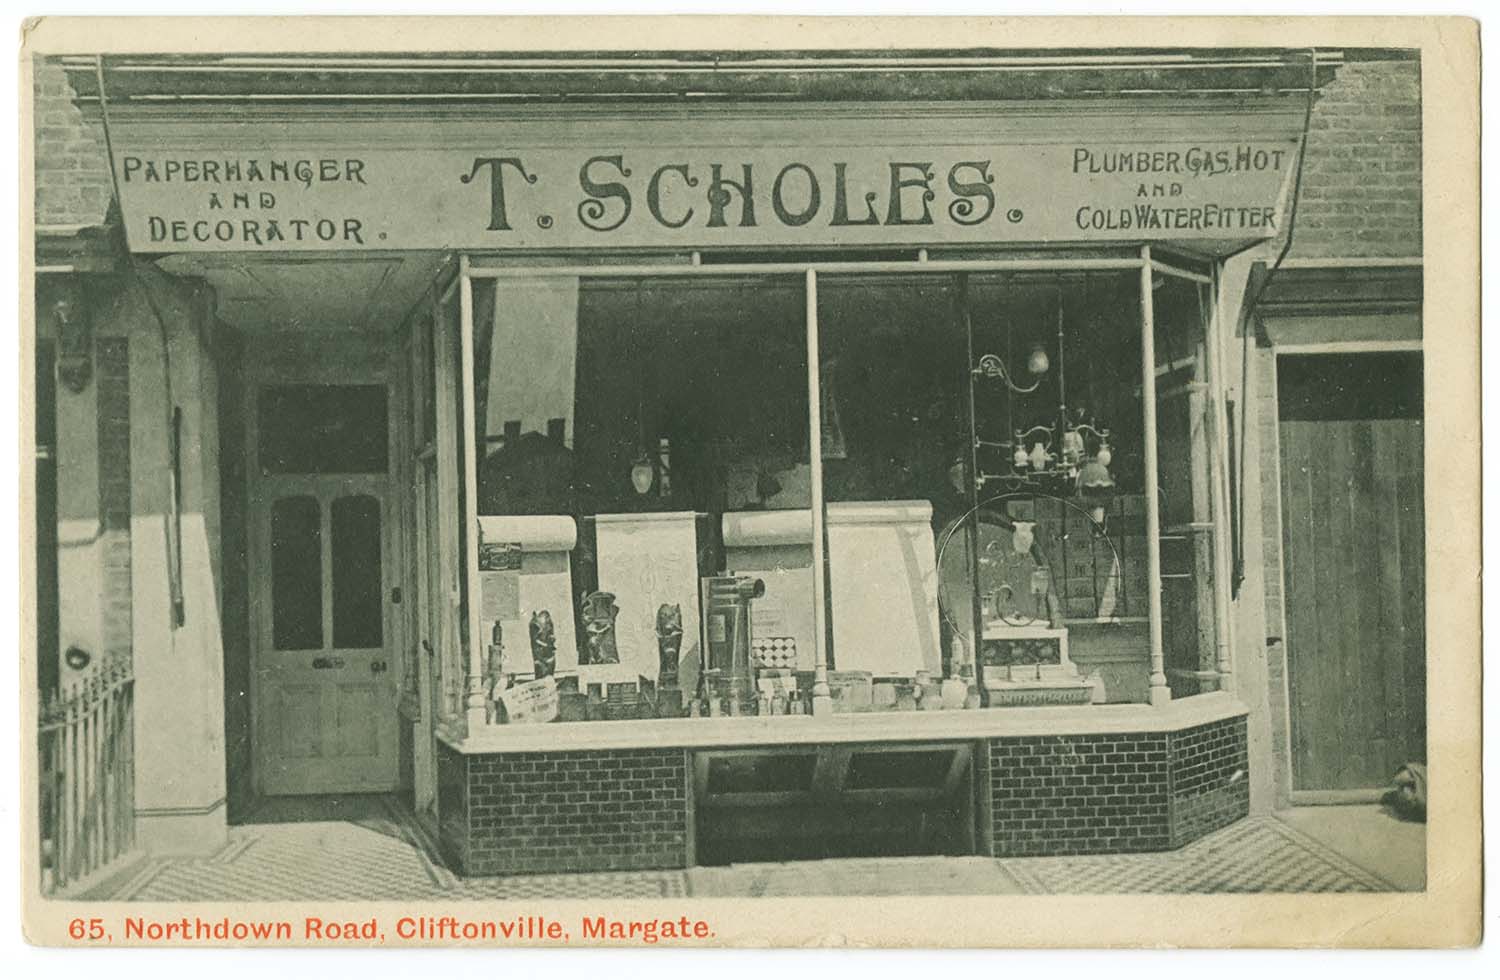 PAPERHANGER
AND
DECORATOR.
T. SCHOLES.
PLUMBER, GAS, HOT
AND
COLD WATER FITTER
65, Northdown Road, Cliftonville, Margate.